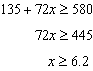 135 + 72x ≥ 580
72x ≥ 445
x ≥ 6.2